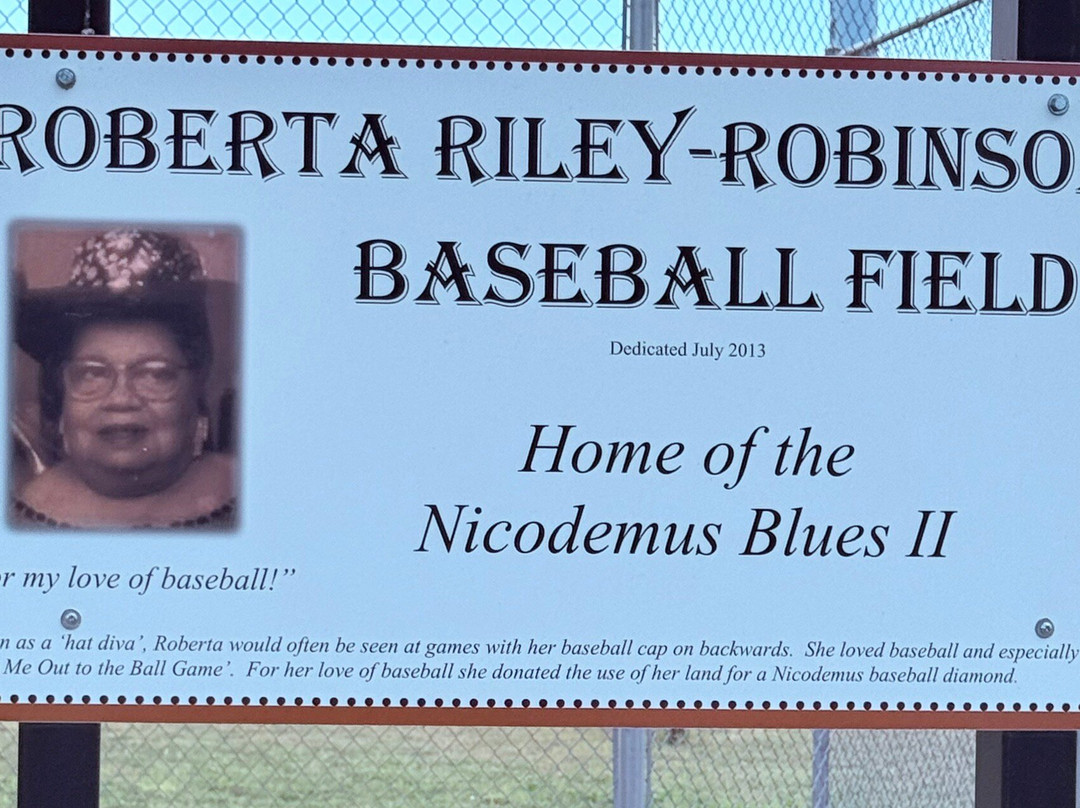 ROBERTA RILEY-ROBINSO
BASEBALL FIELD
Dedicated July 2013
Home of the
Nicodemus Blues II
r my love of baseball!”
n as a ‘hat diva’, Roberta would often be seen at games with her baseball cap on backwards. She loved baseball and especially
Me Out to the Ball Game’. For her love of baseball she donated the use of her land for a Nicodemus baseball diamond.